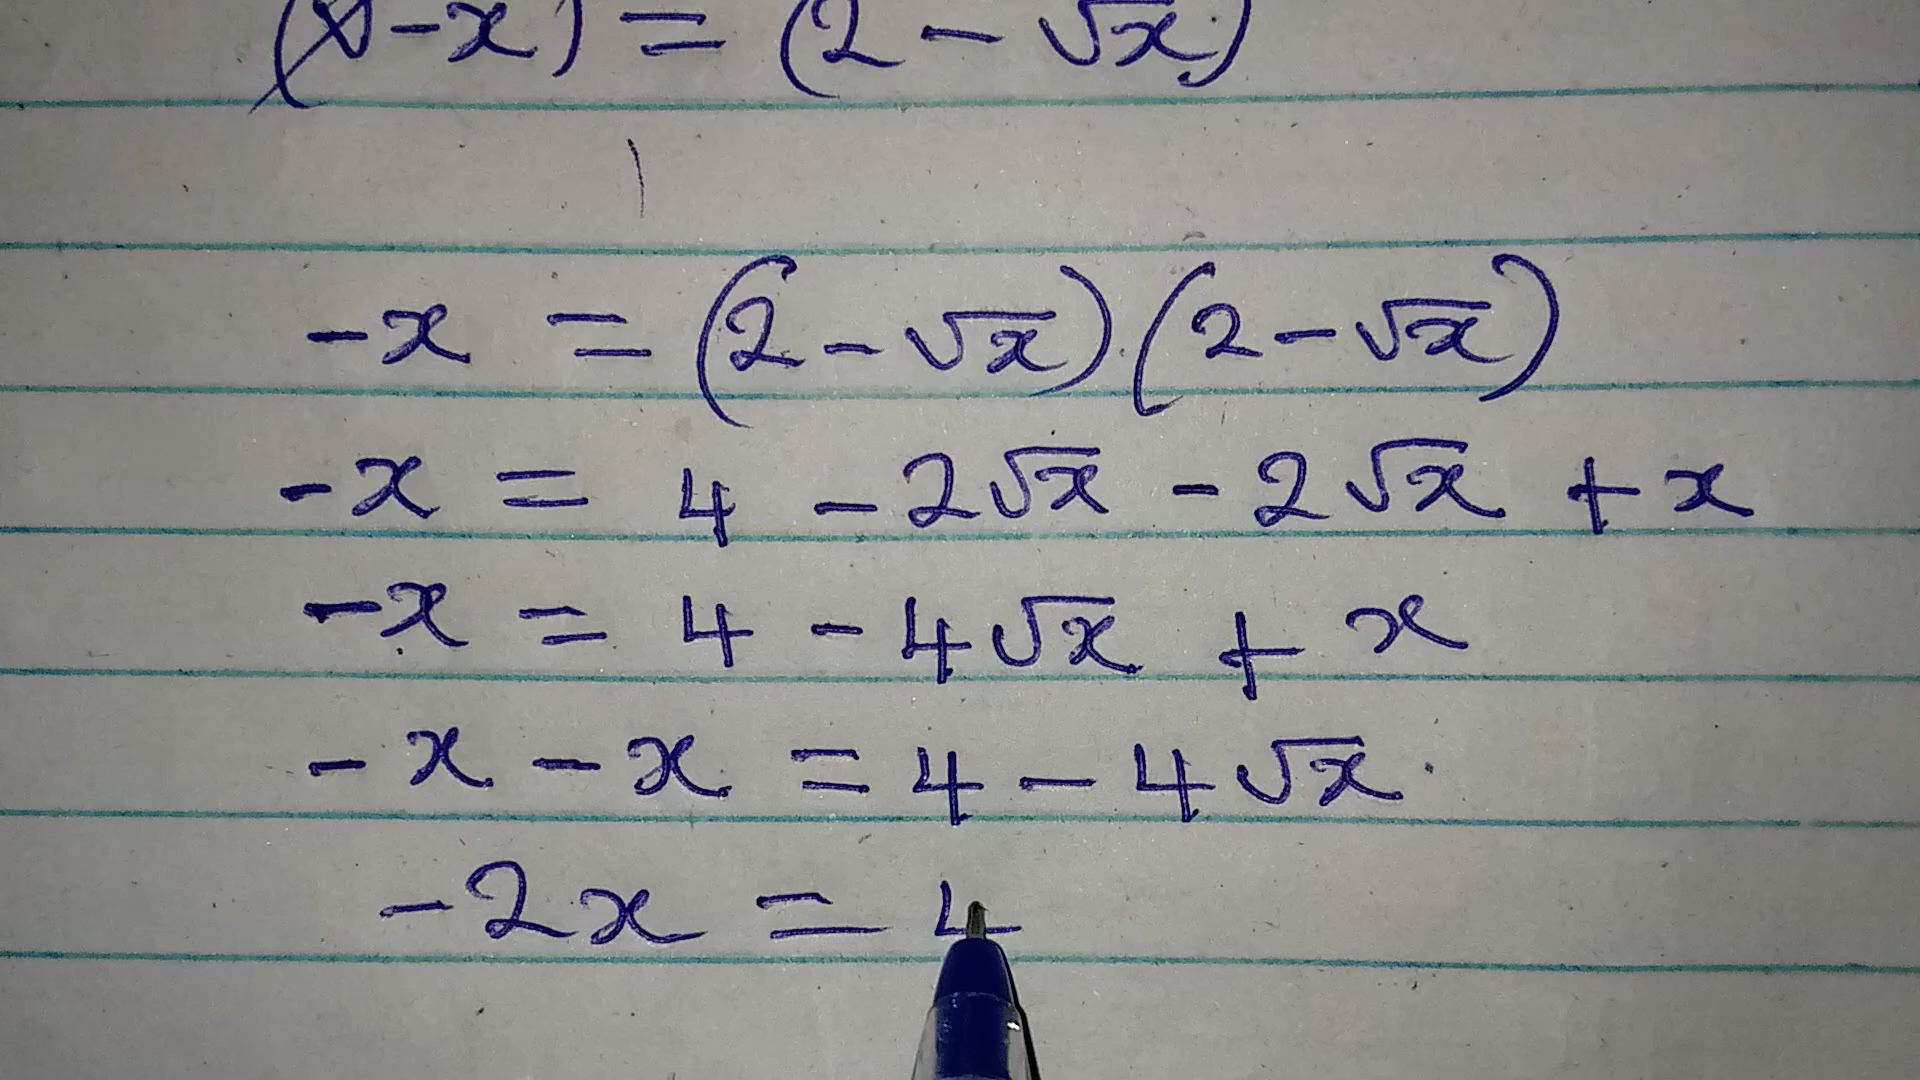 (√-x) = (2 - √x)
-x = (2 - √x)(2 - √x)
-x = 4 - 2√x - 2√x + x
-x = 4 - 4√x + x
-x - x = 4 - 4√x
-2x = 4